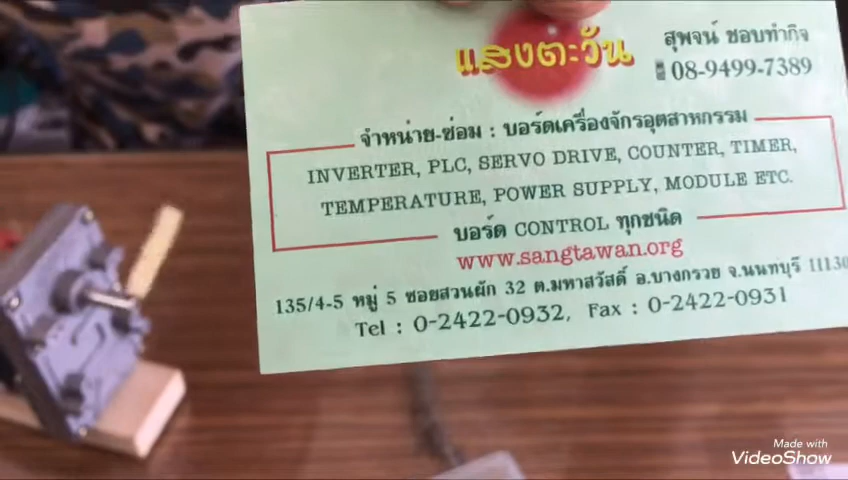 แสงตะวัน
สุพจน์ ชอบทำกิจ
08-9499-7389
จำหน่าย-ซ่อม : บอร์ดเครื่องจักรอุตสาหกรรม
INVERTER, PLC, SERVO DRIVE, COUNTER, TIMER,
TEMPERATURE, POWER SUPPLY, MODULE ETC.
บอร์ด CONTROL ทุกชนิด
www.sangtawan.org
135/4-5 หมู่ 5 ซอยสวนผัก 32 ต.มหาสวัสดิ์ อ.บางกรวย จ.นนทบุรี 11130
Tel : 0-2422-0932, Fax : 0-2422-0931
Made with
VideoShow